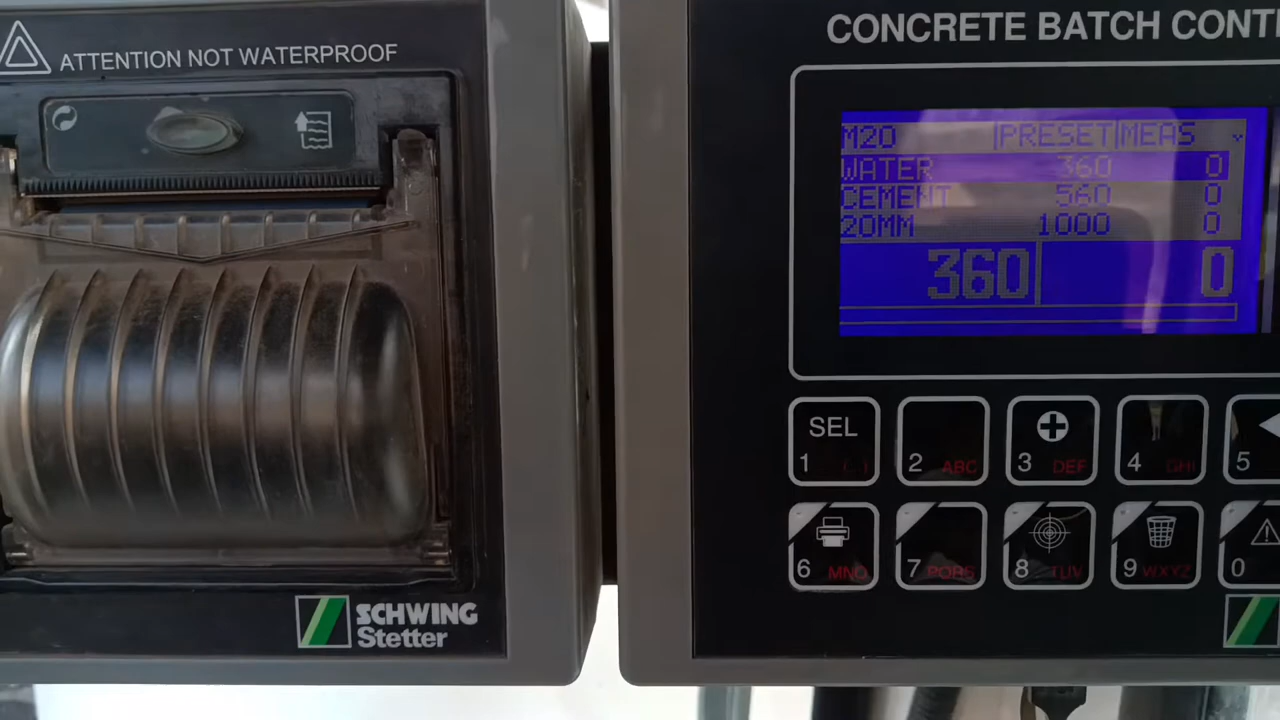 ATTENTION NOT WATERPROOF
SCHWING
Stetter
CONCRETE BATCH CONT
M20 PRESET MEAS
WATER 360 0
CEMENT 560 0
20MM 1000 0
360 0
SEL
1 2 ABC 3 DEF 4 GHI 5
6 MNO 7 PQRS 8 TUV 9 WXYZ 0